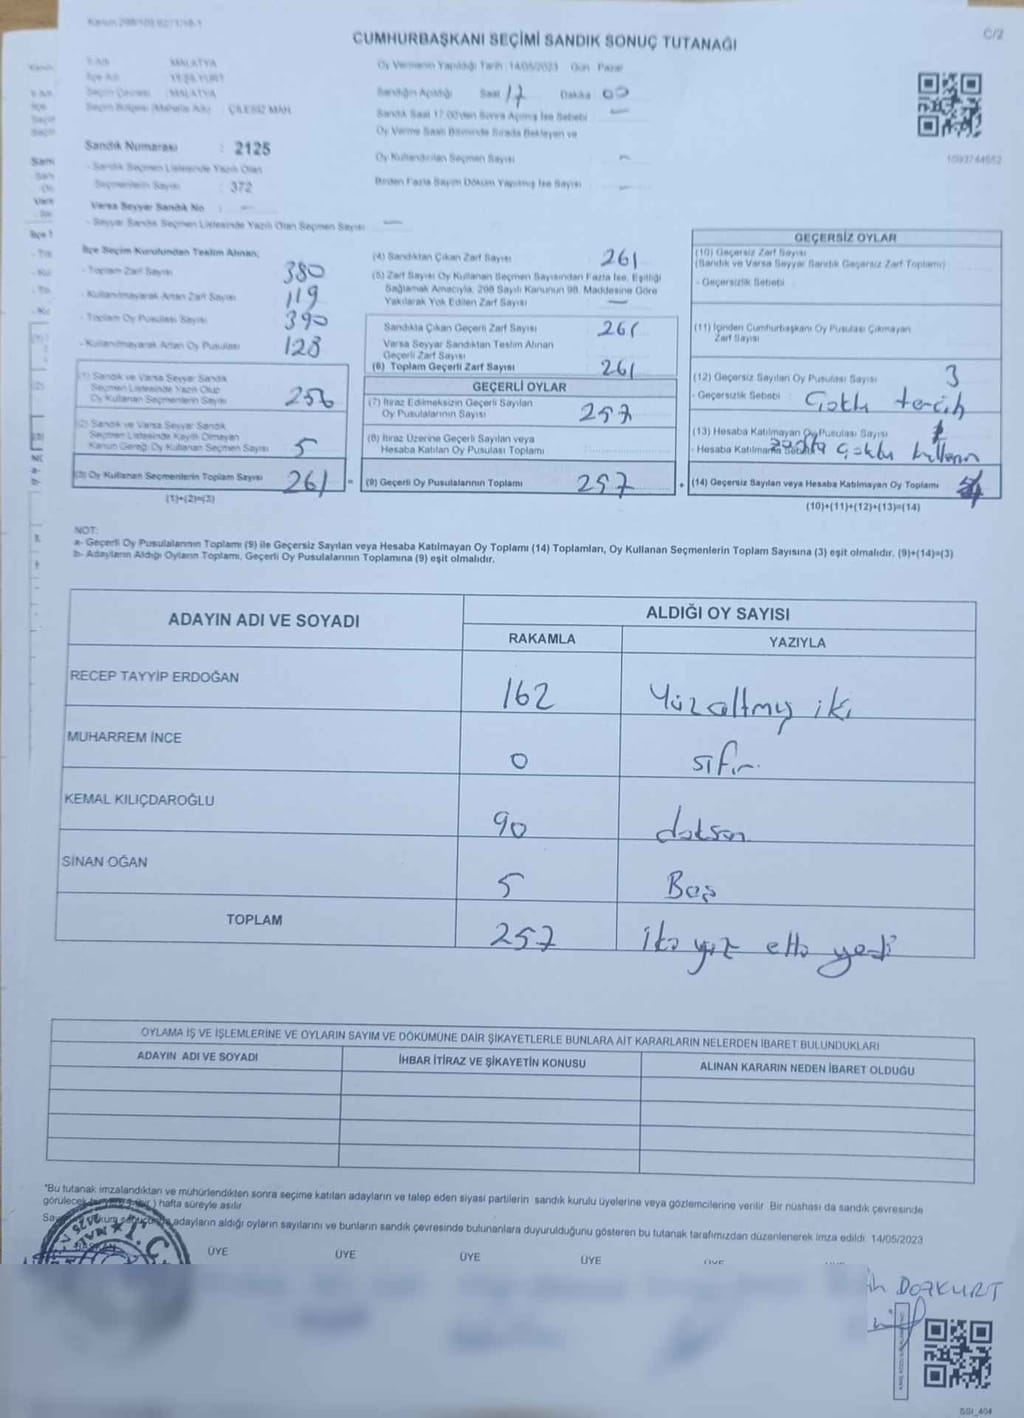 Kanun 298/105 62/71/58-1
C/2
CUMHURBAŞKANI SEÇİMİ SANDIK SONUÇ TUTANAĞI
İl Adı : MALATYA
İlçe Adı : YEŞİLYURT
Seçim Çevresi : MALATYA
Seçim Bölgesi (Mahalle Adı) : ÇİLESİZ MAH.
Sandık Numarası : 2125
- Sandık Seçmen Listesinde Yazılı Olan
Seçmenlerin Sayısı : 372
Varsa Seyyar Sandık No : —
- Seyyar Sandık Seçmen Listesinde Yazılı Olan Seçmen Sayısı —
Oy Vermenin Yapıldığı Tarih : 14/05/2023 Gün : Pazar
Sandığın Açıldığı Saat 17 Dakika 00
Sandık Saat 17:00'den Sonra Açılmış İse Sebebi : —
Oy Verme Saati Bitiminde Sırada Bekleyen ve
Oy Kullandırılan Seçmen Sayısı : —
Birden Fazla Sayım Döküm Yapılmış İse Sayısı : —
1093744552
İlçe Seçim Kurulundan Teslim Alınan;
- Toplam Zarf Sayısı 380
- Kullanılmayarak Artan Zarf Sayısı 119
- Toplam Oy Pusulası Sayısı 390
- Kullanılmayarak Artan Oy Pusulası 128
(1) Sandık ve Varsa Seyyar Sandık
Seçmen Listesinde Yazılı Olup
Oy Kullanan Seçmenlerin Sayısı 256
(2) Sandık ve Varsa Seyyar Sandık
Seçmen Listesinde Kayıtlı Olmayan
Kanun Gereği Oy Kullanan Seçmen Sayısı 5
(3) Oy Kullanan Seçmenlerin Toplam Sayısı 261 =
(1)+(2)=(3)
(4) Sandıktan Çıkan Zarf Sayısı 261
(5) Zarf Sayısı Oy Kullanan Seçmen Sayısından Fazla İse, Eşitliği
Sağlamak Amacıyla, 298 Sayılı Kanunun 98. Maddesine Göre
Yakılarak Yok Edilen Zarf Sayısı —
Sandıkta Çıkan Geçerli Zarf Sayısı 261
Varsa Seyyar Sandıktan Teslim Alınan
Geçerli Zarf Sayısı
(6) Toplam Geçerli Zarf Sayısı 261
GEÇERLİ OYLAR
(7) İtiraz Edilmeksizin Geçerli Sayılan
Oy Pusulalarının Sayısı 257
(8) İtiraz Üzerine Geçerli Sayılan veya
Hesaba Katılan Oy Pusulası Toplamı
(9) Geçerli Oy Pusulalarının Toplamı 257 +
GEÇERSİZ OYLAR
(10) Geçersiz Zarf Sayısı
(Sandık ve Varsa Seyyar Sandık Geçersiz Zarf Toplamı)
- Geçersizlik Sebebi :
(11) İçinden Cumhurbaşkanı Oy Pusulası Çıkmayan
Zarf Sayısı
(12) Geçersiz Sayılan Oy Pusulası Sayısı 3
- Geçersizlik Sebebi : Çoklu tercih
(13) Hesaba Katılmayan Oy Pusulası Sayısı 1
- Hesaba Katılmama Sebebi çoklu
(14) Geçersiz Sayılan veya Hesaba Katılmayan Oy Toplamı
(10)+(11)+(12)+(13)=(14)
NOT:
a- Geçerli Oy Pusulalarının Toplamı (9) ile Geçersiz Sayılan veya Hesaba Katılmayan Oy Toplamı (14) Toplamları, Oy Kullanan Seçmenlerin Toplam Sayısına (3) eşit olmalıdır. (9)+(14)=(3)
b- Adayların Aldığı Oyların Toplamı, Geçerli Oy Pusulalarının Toplamına (9) eşit olmalıdır.
ADAYIN ADI VE SOYADI
ALDIĞI OY SAYISI
RAKAMLA YAZIYLA
RECEP TAYYİP ERDOĞAN 162 Yüzaltmış iki
MUHARREM İNCE 0 sıfır
KEMAL KILIÇDAROĞLU 90 doksan
SİNAN OĞAN 5 Beş
TOPLAM 257 iki yüz elli yedi
OYLAMA İŞ VE İŞLEMLERİNE VE OYLARIN SAYIM VE DÖKÜMÜNE DAİR ŞİKAYETLERLE BUNLARA AİT KARARLARIN NELERDEN İBARET BULUNDUKLARI
ADAYIN ADI VE SOYADI İHBAR İTİRAZ VE ŞİKAYETİN KONUSU ALINAN KARARIN NEDEN İBARET OLDUĞU
*Bu tutanak imzalandıktan ve mühürlendikten sonra seçime katılan adayların ve talep eden siyasi partilerin sandık kurulu üyelerine veya gözlemcilerine verilir. Bir nüshası da sandık çevresinde
görülecek hafta süreyle asılır
adayların aldığı oyların sayılarını ve bunların sandık çevresinde bulunanlara duyurulduğunu gösteren bu tutanak tarafımızdan düzenlenerek imza edildi. 14/05/2023
ÜYE ÜYE ÜYE ÜYE ÜYE
T.C.
BOZKURT
SSI_404